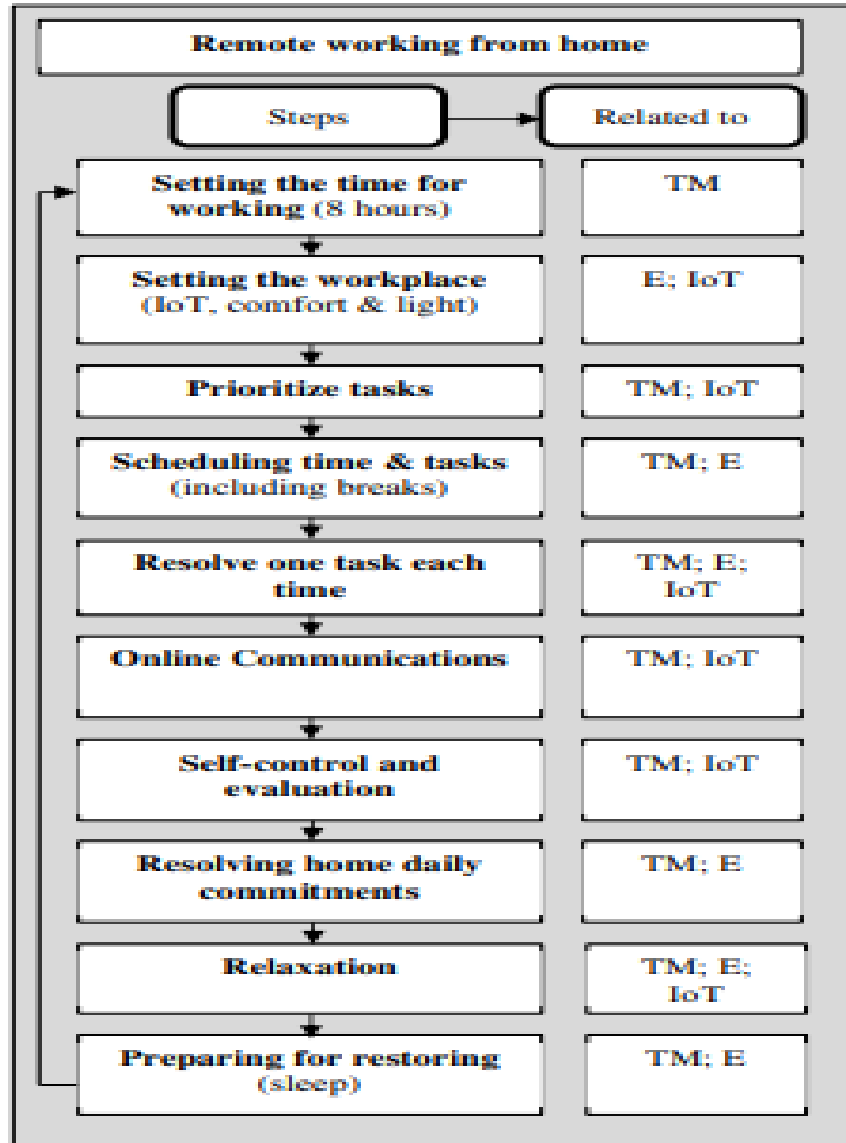 Remote working from home
Steps
Related to
Setting the time for
working (8 hours)
TM
Setting the workplace
(IoT, comfort & light)
E; IoT
Prioritize tasks
TM; IoT
Scheduling time & tasks
(including breaks)
TM; E
Resolve one task each
time
TM; E;
IoT
Online Communications
TM; IoT
Self-control and
evaluation
TM; IoT
Resolving home daily
commitments
TM; E
Relaxation
TM; E;
IoT
Preparing for restoring
(sleep)
TM; E